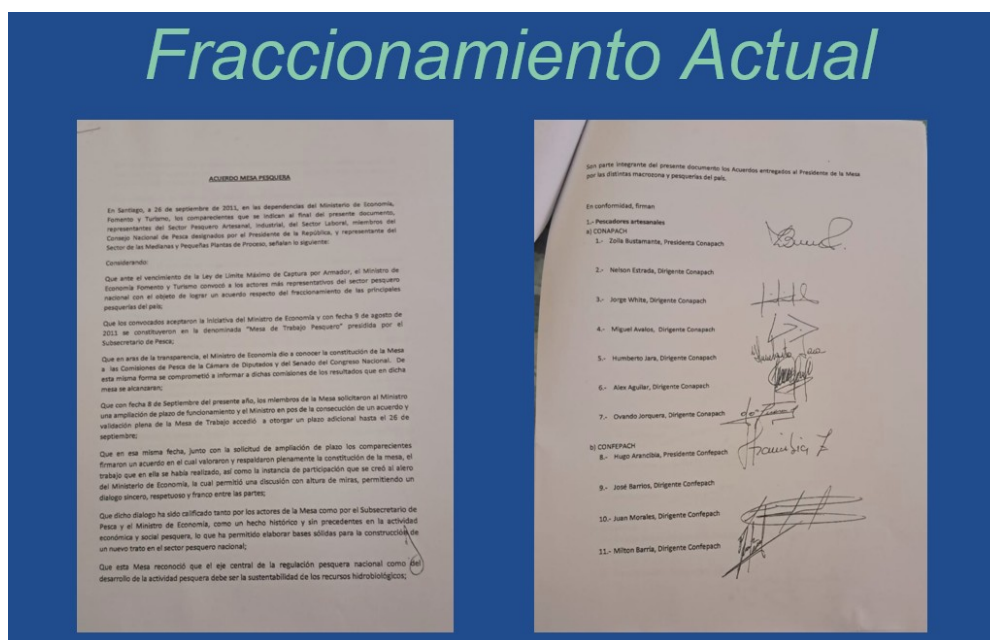 Fraccionamiento Actual
ACUERDO MESA PESQUERA
En Santiago, a 26 de septiembre de 2011, en las dependencias del Ministerio de Economía,
Fomento y Turismo, los comparecientes que se indican al final del presente documento,
representantes del Sector Pesquero Artesanal, Industrial, del Sector Laboral, miembros del
Consejo Nacional de Pesca designados por el Presidente de la República, y representante del
Sector de las Medianas y Pequeñas Plantas de Proceso, señalen lo siguiente:
Considerando:
Que ante el vencimiento de la Ley de Límite Máximo de Captura por Armador, el Ministro de
Economía Fomento y Turismo convocó a los actores más representativos del sector pesquero
nacional con el objeto de lograr un acuerdo respecto del fraccionamiento de las principales
pesquerías del país;
Que los convocados aceptaron la iniciativa del Ministro de Economía y con fecha 9 de agosto de
2011 se constituyeron en la denominada "Mesa de Trabajo Pesquero" presidida por el
Subsecretario de Pesca;
Que en aras de la transparencia, el Ministro de Economía dio a conocer la constitución de la Mesa
a las Comisiones de Pesca de la Cámara de Diputados y del Senado del Congreso Nacional. De
esta misma forma se comprometió a informar a dichas comisiones de los resultados que en dicha
mesa se alcanzaren;
Que con fecha 8 de Septiembre del presente año, los miembros de la Mesa solicitaron al Ministro
una ampliación de plazo de funcionamiento y el Ministro en pos de la consecución de un acuerdo y
validación plena de la Mesa de Trabajo accedió a otorgar un plazo adicional hasta el 26 de
septiembre;
Que en esa misma fecha, junto con la solicitud de ampliación de plazo los comparecientes
firmaron un acuerdo en el cual valoraron y respaldaron plenamente la constitución de la mesa, el
trabajo que en ella se había realizado, así como la instancia de participación que se creó al alero
del Ministerio de Economía, la cual permitió una discusión con altura de miras, permitiendo un
dialogo sincero, respetuoso y franco entre las partes;
Que dicho dialogo ha sido calificado tanto por los actores de la Mesa como por el Subsecretario de
Pesca y el Ministro de Economía, como un hecho histórico y sin precedentes en la actividad
económica y social pesquera, lo que ha permitido elaborar bases sólidas para la construcción de
un nuevo trato en el sector pesquero nacional;
Que esta Mesa reconoció que el eje central de la regulación pesquera nacional como del
desarrollo de la actividad pesquera debe ser la sustentabilidad de los recursos hidrobiológicos;
Son parte integrante del presente documento los Acuerdos entregados al Presidente de la Mesa
por las distintas macrozona y pesquerías del país.
En conformidad, firman
1.- Pescadores artesanales
a) CONAPACH
1.- Zoila Bustamante, Presidenta Conapach
2.- Nelson Estrada, Dirigente Conapach
3.- Jorge White, Dirigente Conapach
4.- Miguel Avalos, Dirigente Conapach
5.- Humberto Jara, Dirigente Conapach
Humberto Jara
6.- Alex Aguilar, Dirigente Conapach
7.- Ovando Jorquera, Dirigente Conapach
b) CONFEPACH
8.- Hugo Arancibia, Presidente Confepach
9.- José Barrios, Dirigente Confepach
10.- Juan Morales, Dirigente Confepach
11.- Milton Barría, Dirigente Confepach